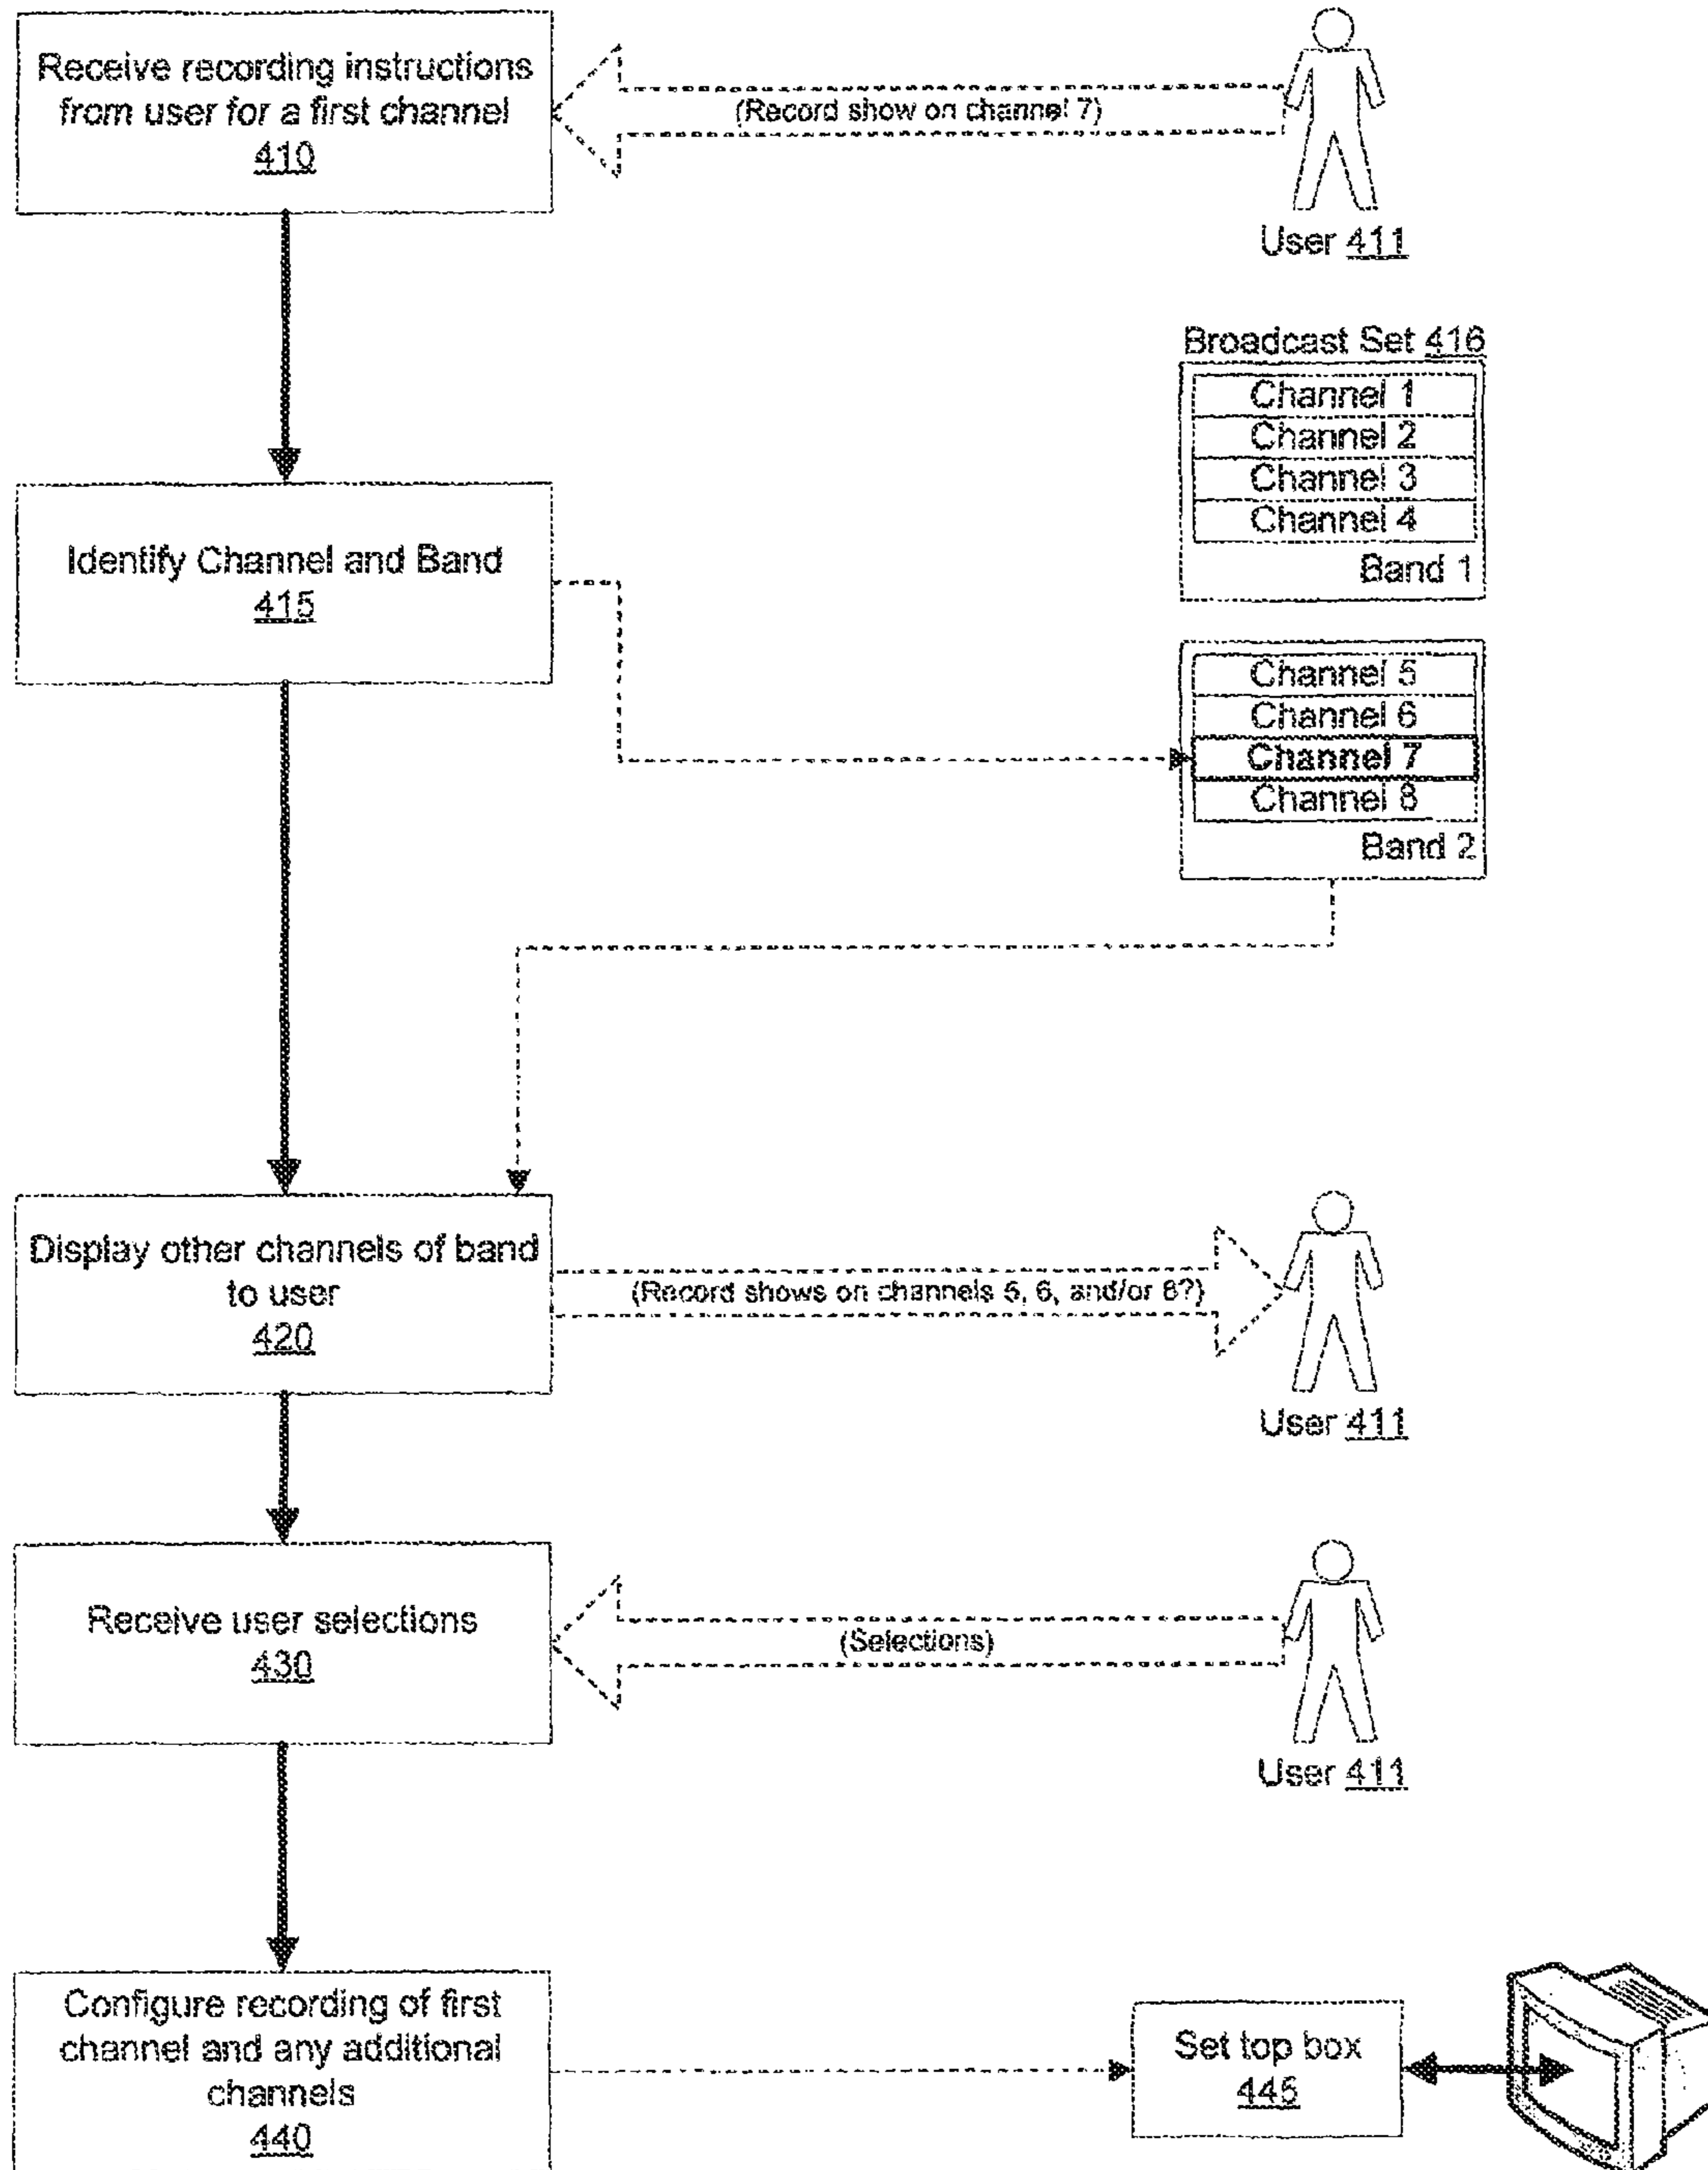 Receive recording instructions
from user for a first channel
410
(Record show on channel 7)
User 411
Broadcast Set 416
Channel 1
Channel 2
Channel 3
Channel 4
Band 1
Identify Channel and Band
415
Channel 5
Channel 6
Channel 7
Channel 8
Band 2
Display other channels of band
to user
420
(Record shows on channels 5, 6, and/or 8?)
User 411
Receive user selections
430
(Selections)
User 411
Configure recording of first
channel and any additional
channels
440
Set top box
445